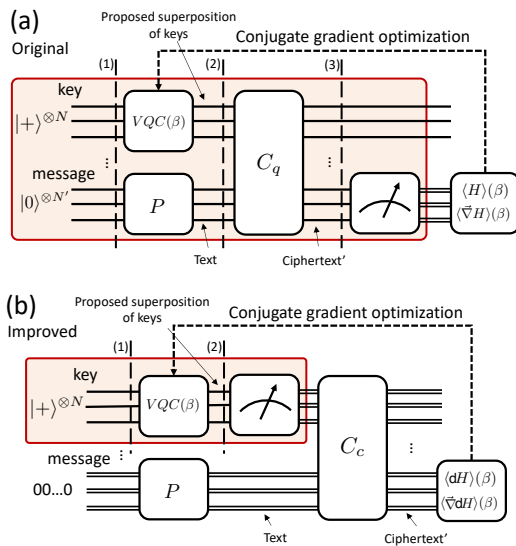 (a)
Original
Proposed superposition
of keys
Conjugate gradient optimization
(1)
(2)
(3)
key
|+⟩⊗N
VQC(β)
...
C_q
...
message
|0⟩⊗N′
P
⟨H⟩(β)
⟨∇⃗H⟩(β)
Text
Ciphertext'
(b)
Improved
Proposed superposition
of keys
Conjugate gradient optimization
(1)
(2)
key
|+⟩⊗N
VQC(β)
C_c
...
message
...
00...0
P
⟨dH⟩(β)
⟨∇⃗dH⟩(β)
Text
Ciphertext'